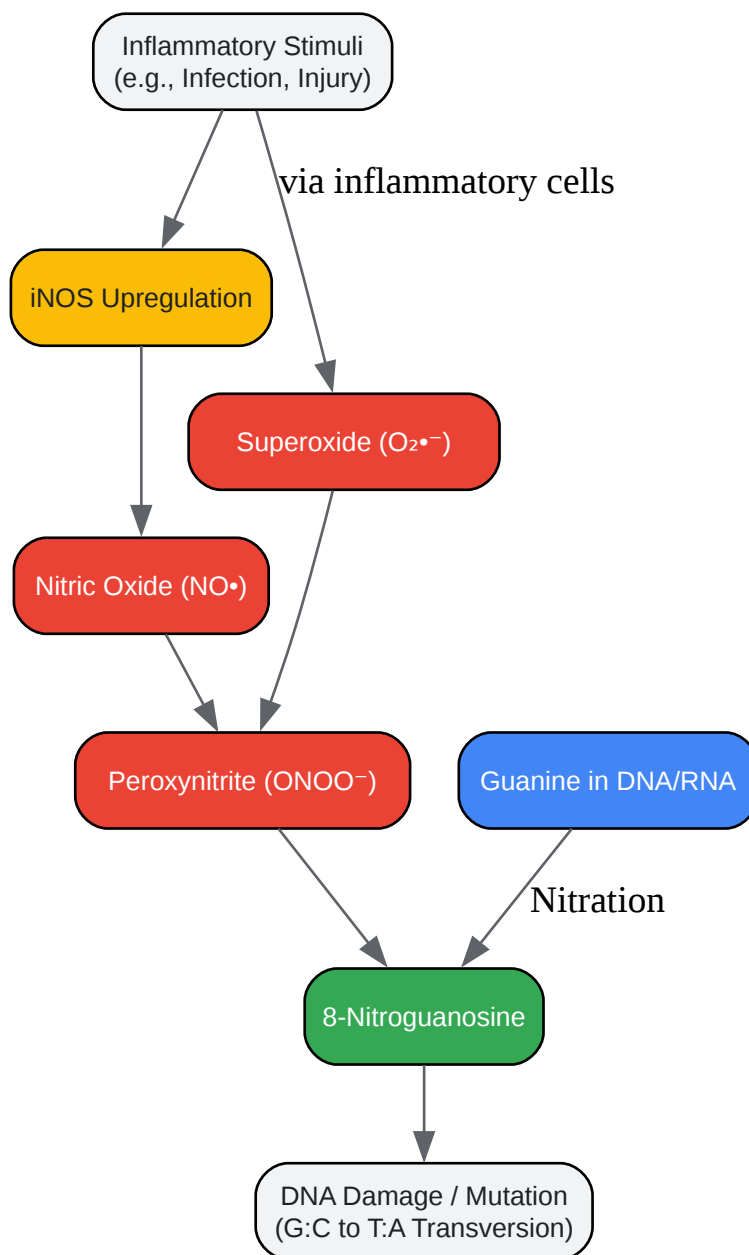 Inflammatory Stimuli
(e.g., Infection, Injury)
via inflammatory cells
iNOS Upregulation
Superoxide (O₂•⁻)
Nitric Oxide (NO•)
Peroxynitrite (ONOO⁻)
Guanine in DNA/RNA
Nitration
8-Nitroguanosine
DNA Damage / Mutation
(G:C to T:A Transversion)